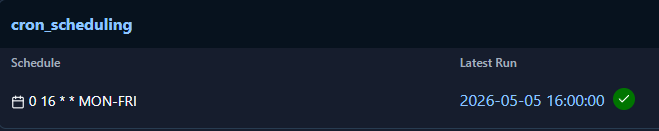 cron_scheduling
Schedule Latest Run
0 16 * * MON-FRI 2026-05-05 16:00:00